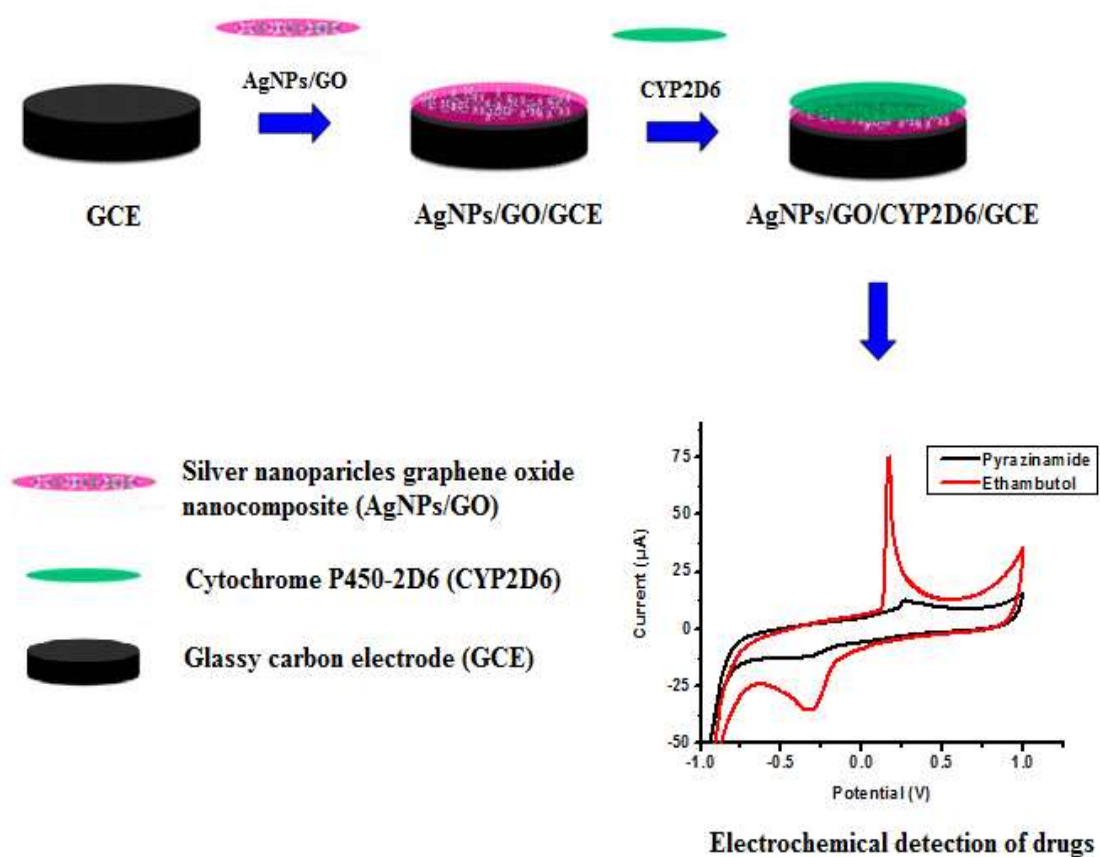 AgNPs/GO
CYP2D6
GCE
AgNPs/GO/GCE
AgNPs/GO/CYP2D6/GCE
Silver nanoparicles graphene oxide
nanocomposite (AgNPs/GO)
Cytochrome P450-2D6 (CYP2D6)
Glassy carbon electrode (GCE)
Pyrazinamide
Ethambutol
75
50
25
0
-25
-50
Current (µA)
-1.0 -0.5 0.0 0.5 1.0
Potential (V)
Electrochemical detection of drugs